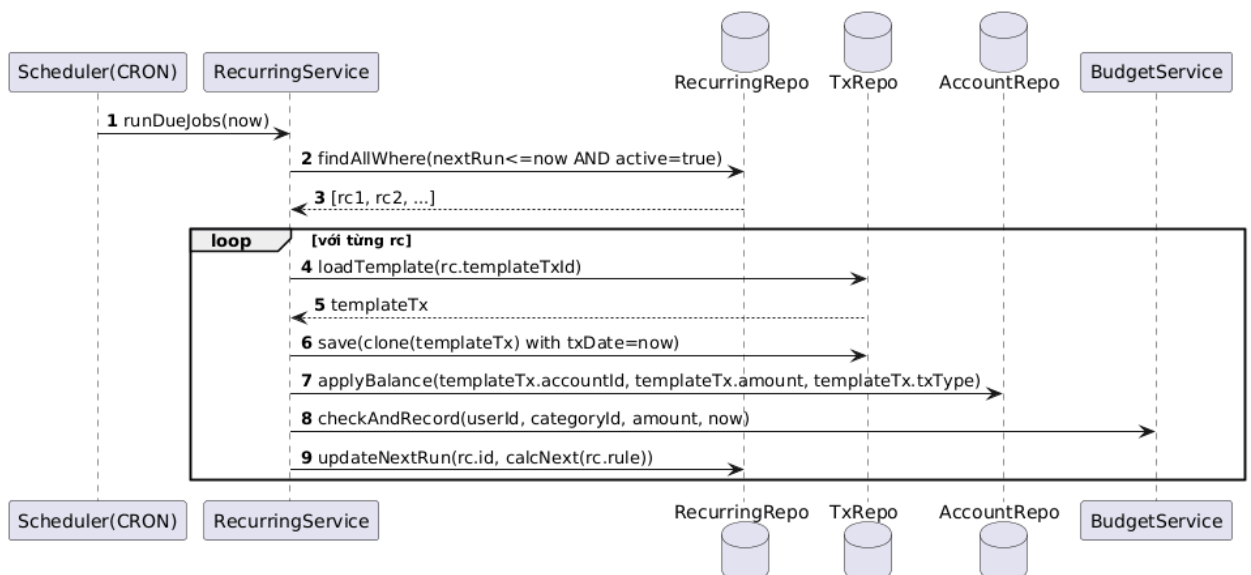 Scheduler(CRON)
RecurringService
RecurringRepo
TxRepo
AccountRepo
BudgetService
1 runDueJobs(now)
2 findAllWhere(nextRun<=now AND active=true)
3 [rc1, rc2, ...]
loop [với từng rc]
4 loadTemplate(rc.templateTxId)
5 templateTx
6 save(clone(templateTx) with txDate=now)
7 applyBalance(templateTx.accountId, templateTx.amount, templateTx.txType)
8 checkAndRecord(userId, categoryId, amount, now)
9 updateNextRun(rc.id, calcNext(rc.rule))
Scheduler(CRON)
RecurringService
RecurringRepo
TxRepo
AccountRepo
BudgetService